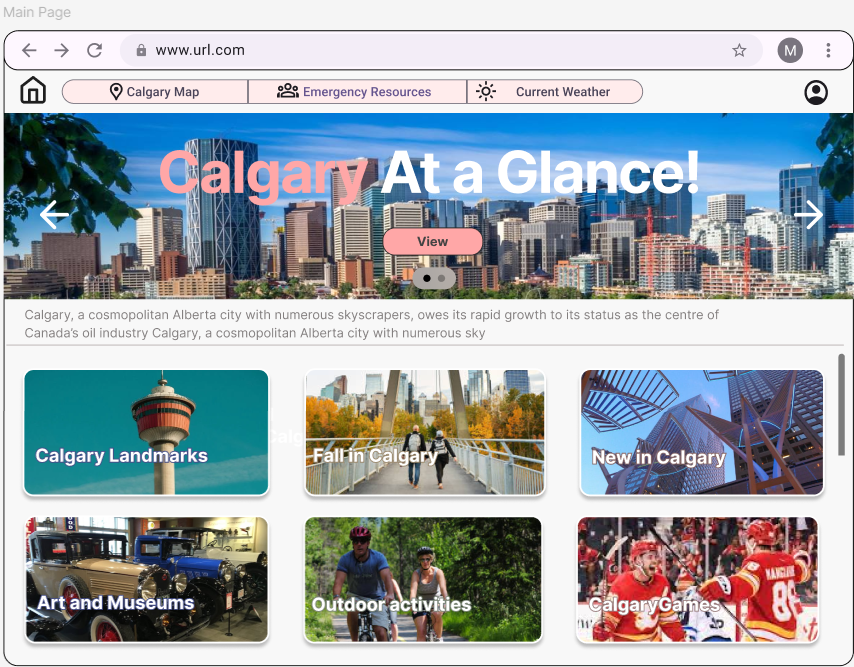 Main Page
www.url.com
M
Calgary Map
Emergency Resources
Current Weather
Calgary At a Glance!
View
Calgary, a cosmopolitan Alberta city with numerous skyscrapers, owes its rapid growth to its status as the centre of
Canada's oil industry Calgary, a cosmopolitan Alberta city with numerous sky
Calgary Landmarks
Fall in Calgary
New in Calgary
Art and Museums
Outdoor activities
CalgaryGames
88